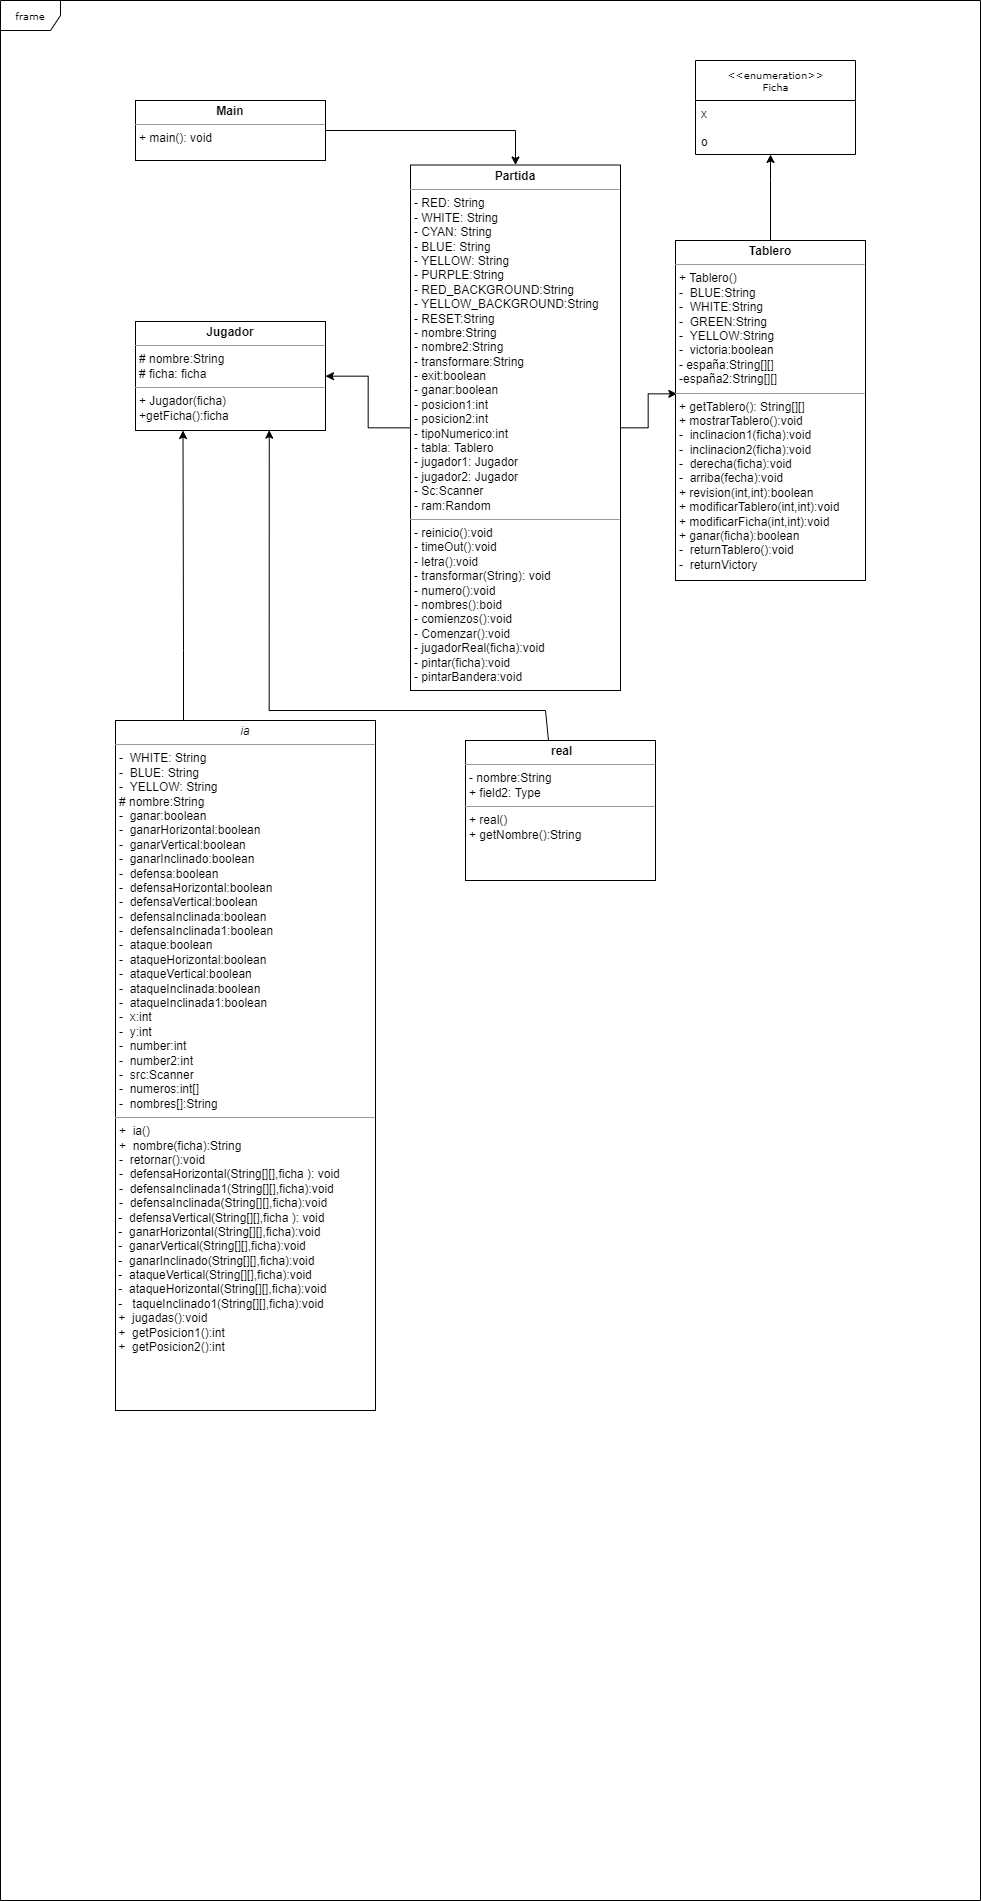 frame
<<enumeration>>
Ficha
x
o
Main
+ main(): void
Partida
- RED: String
- WHITE: String
- CYAN: String
- BLUE: String
- YELLOW: String
- PURPLE:String
- RED_BACKGROUND:String
- YELLOW_BACKGROUND:String
- RESET:String
- nombre:String
- nombre2:String
- transformare:String
- exit:boolean
- ganar:boolean
- posicion1:int
- posicion2:int
- tipoNumerico:int
- tabla: Tablero
- jugador1: Jugador
- jugador2: Jugador
- Sc:Scanner
- ram:Random
- reinicio():void
- timeOut():void
- letra():void
- transformar(String): void
- numero():void
- nombres():boid
- comienzos():void
- Comenzar():void
- jugadorReal(ficha):void
- pintar(ficha):void
- pintarBandera:void
Tablero
+ Tablero()
- BLUE:String
- WHITE:String
- GREEN:String
- YELLOW:String
- victoria:boolean
- españa:String[][]
-españa2:String[][]
+ getTablero(): String[][]
+ mostrarTablero():void
- inclinacion1(ficha):void
- inclinacion2(ficha):void
- derecha(ficha):void
- arriba(fecha):void
+ revision(int,int):boolean
+ modificarTablero(int,int):void
+ modificarFicha(int,int):void
+ ganar(ficha):boolean
- returnTablero():void
- returnVictory
Jugador
# nombre:String
# ficha: ficha
+ Jugador(ficha)
+getFicha():ficha
ia
- WHITE: String
- BLUE: String
- YELLOW: String
# nombre:String
- ganar:boolean
- ganarHorizontal:boolean
- ganarVertical:boolean
- ganarInclinado:boolean
- defensa:boolean
- defensaHorizontal:boolean
- defensaVertical:boolean
- defensaInclinada:boolean
- defensaInclinada1:boolean
- ataque:boolean
- ataqueHorizontal:boolean
- ataqueVertical:boolean
- ataqueInclinada:boolean
- ataqueInclinada1:boolean
- x:int
- y:int
- number:int
- number2:int
- src:Scanner
- numeros:int[]
- nombres[]:String
+ ia()
+ nombre(ficha):String
- retornar():void
- defensaHorizontal(String[][],ficha ): void
- defensaInclinada1(String[][],ficha):void
- defensaInclinada(String[][],ficha):void
- defensaVertical(String[][],ficha ): void
- ganarHorizontal(String[][],ficha):void
- ganarVertical(String[][],ficha):void
- ganarInclinado(String[][],ficha):void
- ataqueVertical(String[][],ficha):void
- ataqueHorizontal(String[][],ficha):void
- taqueInclinado1(String[][],ficha):void
+ jugadas():void
+ getPosicion1():int
+ getPosicion2():int
real
- nombre:String
+ field2: Type
+ real()
+ getNombre():String